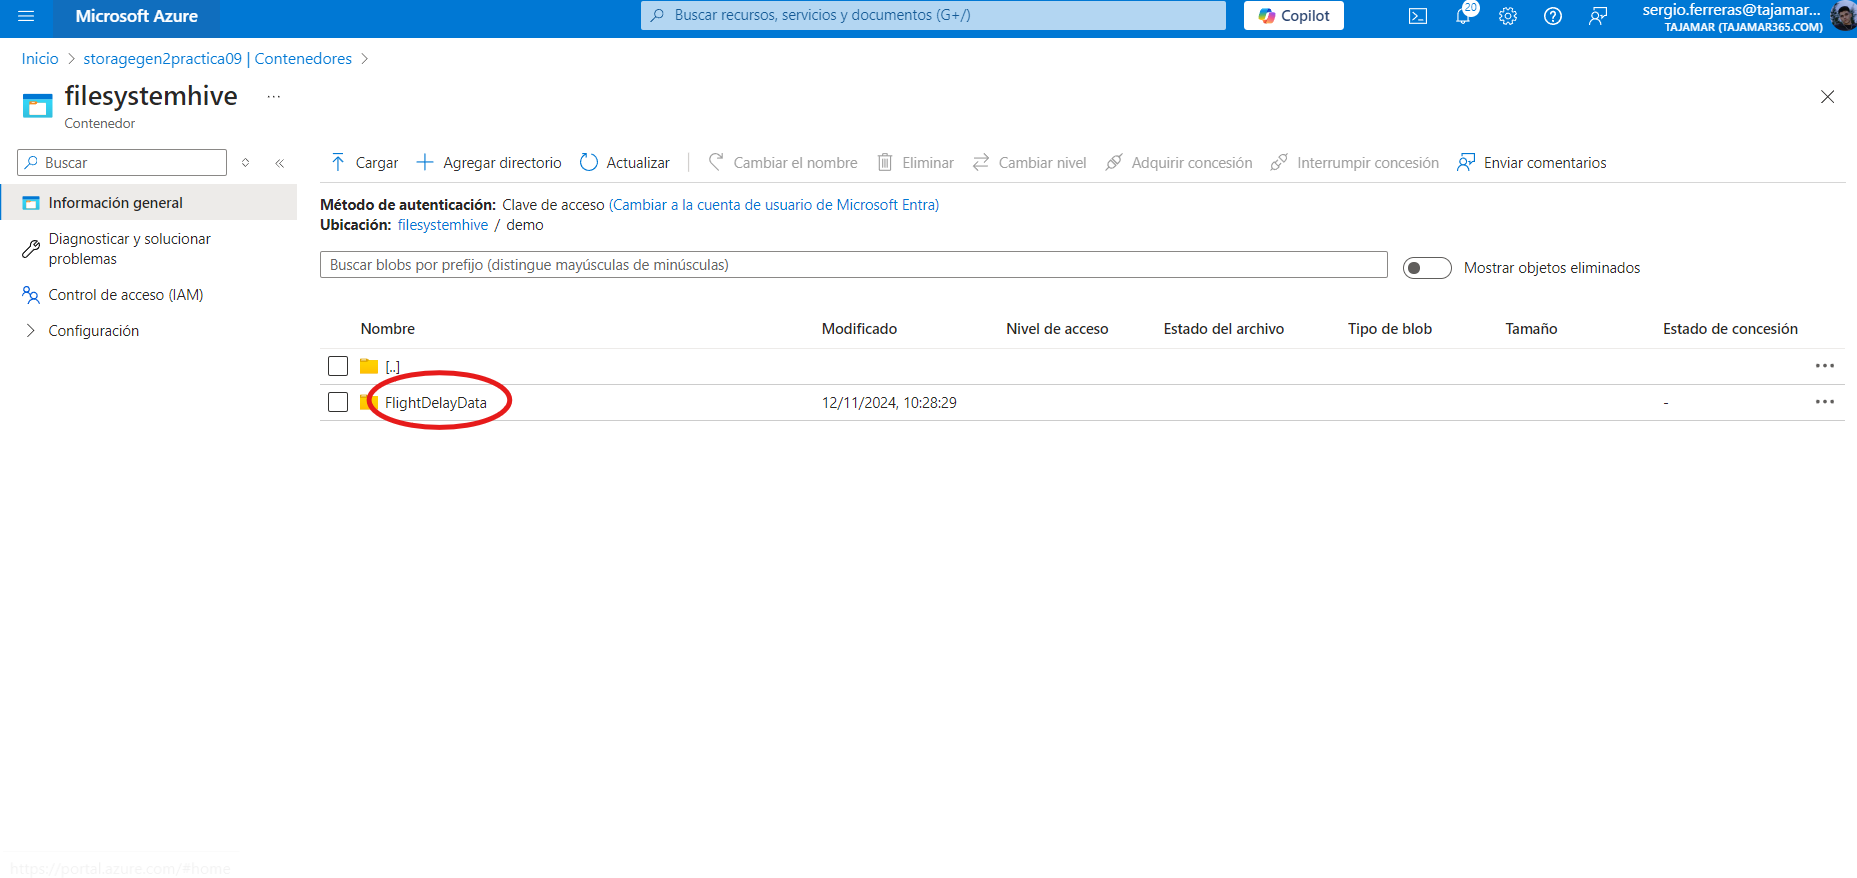 Microsoft Azure
Buscar recursos, servicios y documentos (G+/)
Copilot
20
sergio.ferreras@tajamar...
TAJAMAR (TAJAMAR365.COM)
Inicio > storagegen2practica09 | Contenedores >
filesystemhive ...
Contenedor
Buscar
Cargar
Agregar directorio
Actualizar
Cambiar el nombre
Eliminar
Cambiar nivel
Adquirir concesión
Interrumpir concesión
Enviar comentarios
Información general
Diagnosticar y solucionar
problemas
Control de acceso (IAM)
Configuración
Método de autenticación: Clave de acceso (Cambiar a la cuenta de usuario de Microsoft Entra)
Ubicación: filesystemhive / demo
Buscar blobs por prefijo (distingue mayúsculas de minúsculas)
Mostrar objetos eliminados
Nombre Modificado Nivel de acceso Estado del archivo Tipo de blob Tamaño Estado de concesión
[..]
FlightDelayData 12/11/2024, 10:28:29 -
https://portal.azure.com/#home